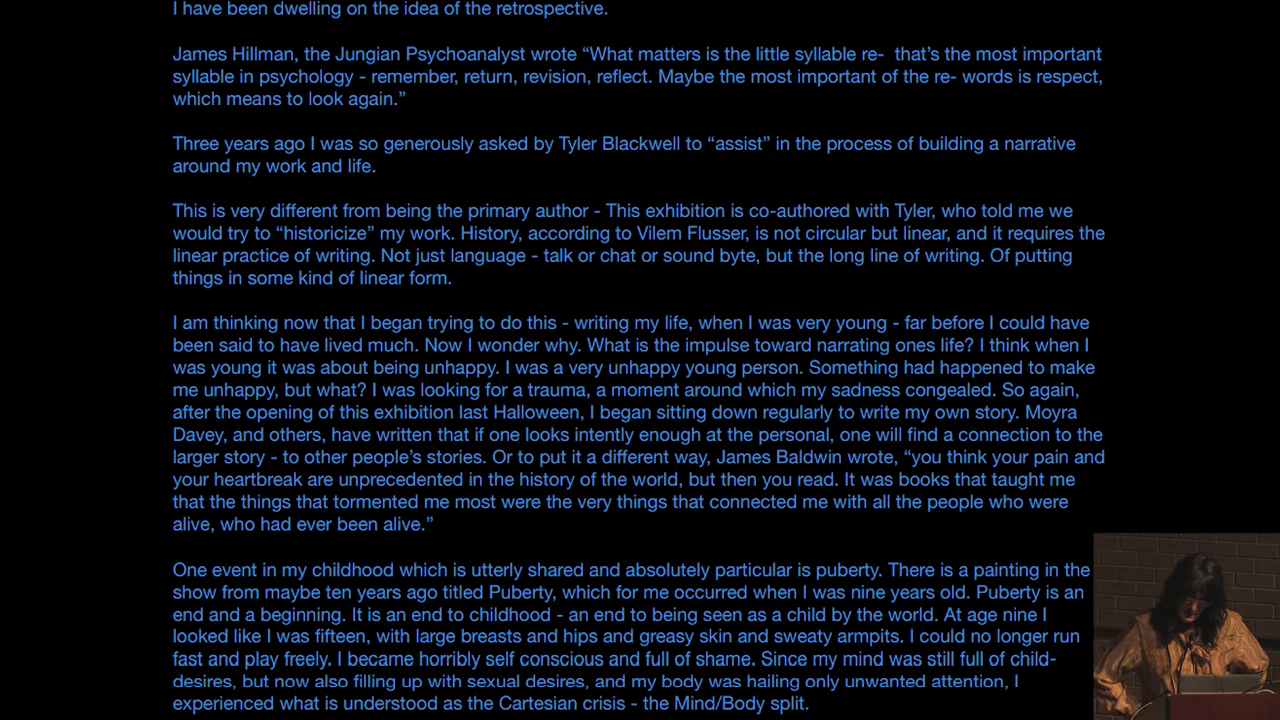 I have been dwelling on the idea of the retrospective.
James Hillman, the Jungian Psychoanalyst wrote “What matters is the little syllable re-  that’s the most important
syllable in psychology - remember, return, revision, reflect. Maybe the most important of the re- words is respect,
which means to look again.”
Three years ago I was so generously asked by Tyler Blackwell to “assist” in the process of building a narrative
around my work and life.
This is very different from being the primary author - This exhibition is co-authored with Tyler, who told me we
would try to “historicize” my work. History, according to Vilem Flusser, is not circular but linear, and it requires the
linear practice of writing. Not just language - talk or chat or sound byte, but the long line of writing. Of putting
things in some kind of linear form.
I am thinking now that I began trying to do this - writing my life, when I was very young - far before I could have
been said to have lived much. Now I wonder why. What is the impulse toward narrating ones life? I think when I
was young it was about being unhappy. I was a very unhappy young person. Something had happened to make
me unhappy, but what? I was looking for a trauma, a moment around which my sadness congealed. So again,
after the opening of this exhibition last Halloween, I began sitting down regularly to write my own story. Moyra
Davey, and others, have written that if one looks intently enough at the personal, one will find a connection to the
larger story - to other people’s stories. Or to put it a different way, James Baldwin wrote, “you think your pain and
your heartbreak are unprecedented in the history of the world, but then you read. It was books that taught me
that the things that tormented me most were the very things that connected me with all the people who were
alive, who had ever been alive.”
One event in my childhood which is utterly shared and absolutely particular is puberty. There is a painting in the
show from maybe ten years ago titled Puberty, which for me occurred when I was nine years old. Puberty is an
end and a beginning. It is an end to childhood - an end to being seen as a child by the world. At age nine I
looked like I was fifteen, with large breasts and hips and greasy skin and sweaty armpits. I could no longer run
fast and play freely. I became horribly self conscious and full of shame. Since my mind was still full of child-
desires, but now also filling up with sexual desires, and my body was hailing only unwanted attention, I
experienced what is understood as the Cartesian crisis - the Mind/Body split.